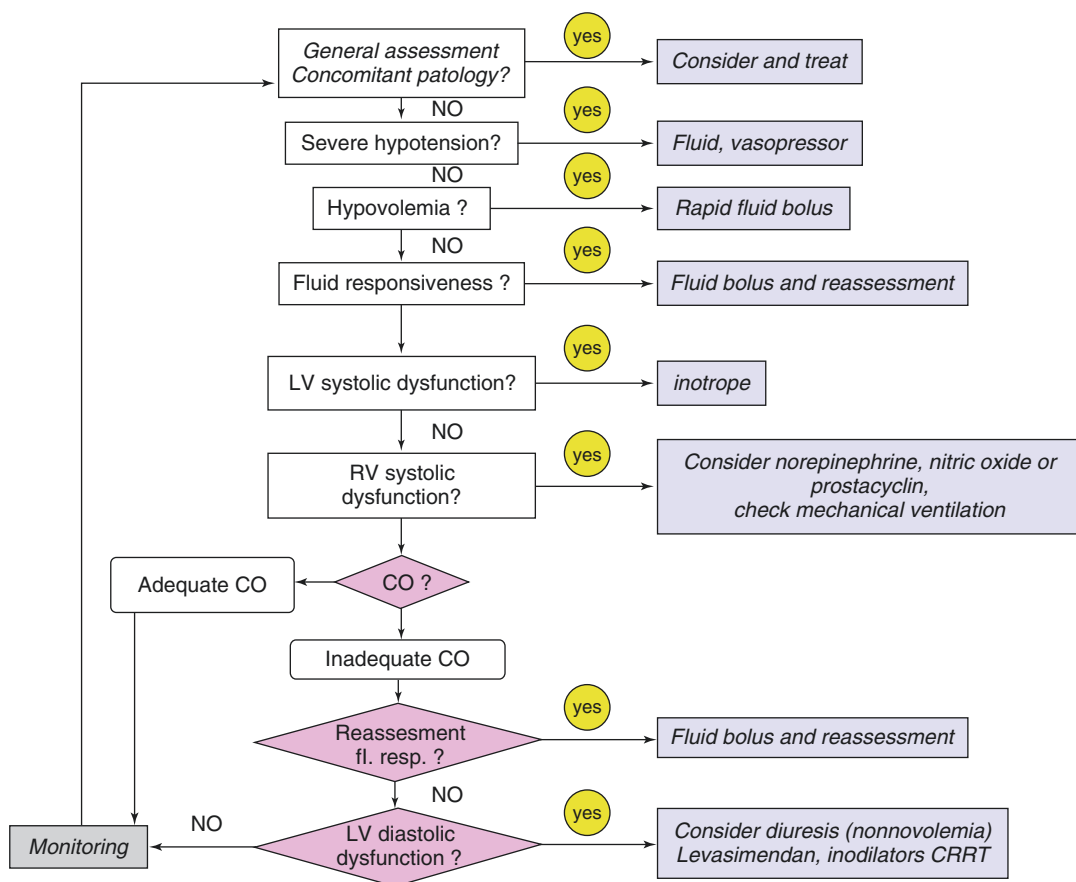 General assessment
Concomitant patology?
yes
Consider and treat
NO
Severe hypotension?
yes
Fluid, vasopressor
NO
Hypovolemia ?
yes
Rapid fluid bolus
NO
Fluid responsiveness ?
yes
Fluid bolus and reassessment
LV systolic dysfunction?
yes
inotrope
NO
RV systolic
dysfunction?
yes
Consider norepinephrine, nitric oxide or
prostacyclin,
check mechanical ventilation
CO ?
Adequate CO
Inadequate CO
Reassesment
fl. resp. ?
yes
Fluid bolus and reassessment
NO
LV diastolic
dysfunction ?
yes
Consider diuresis (nonnovolemia)
Levasimendan, inodilators CRRT
NO
Monitoring